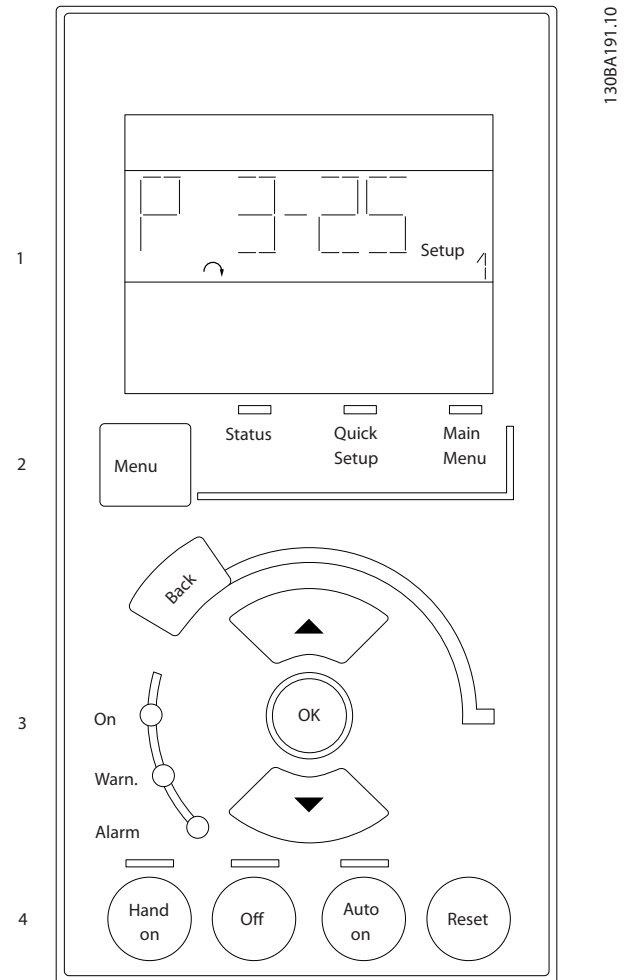 130BA191.10
P 3-25
1
Setup 1
Status
Quick Setup
Main Menu
2
Menu
Back
OK
3
On
Warn.
Alarm
4
Hand on
Off
Auto on
Reset